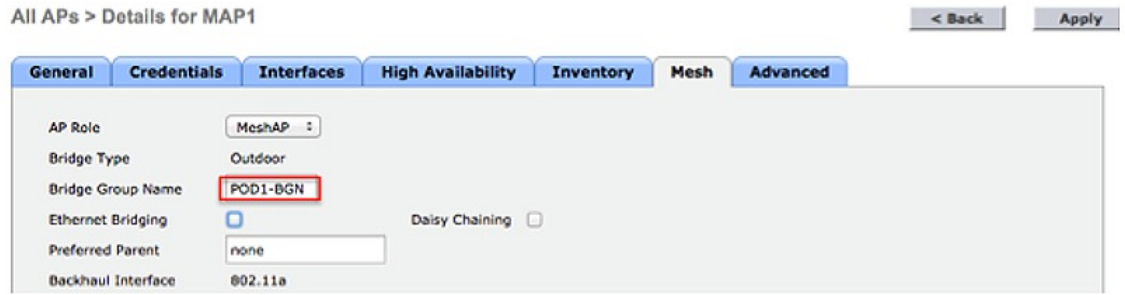 All APs > Details for MAP1 < Back Apply
General Credentials Interfaces High Availability Inventory Mesh Advanced
AP Role MeshAP
Bridge Type Outdoor
Bridge Group Name POD1-BGN
Ethernet Bridging Daisy Chaining
Preferred Parent none
Backhaul Interface 802.11a